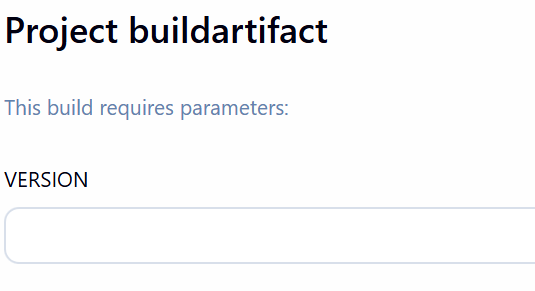 Project buildartifact
This build requires parameters:
VERSION